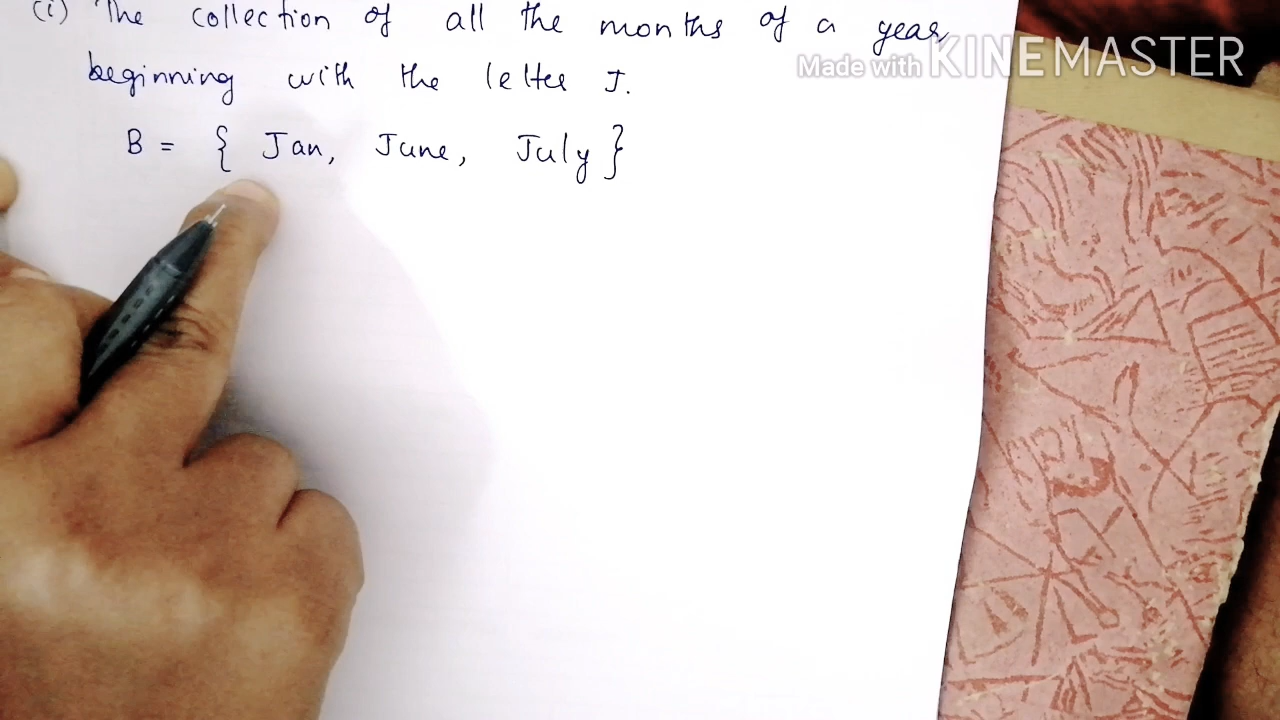 (i) The collection of all the months of a year
beginning with the letter J.
B = { Jan, June, July }
Made with KINEMASTER